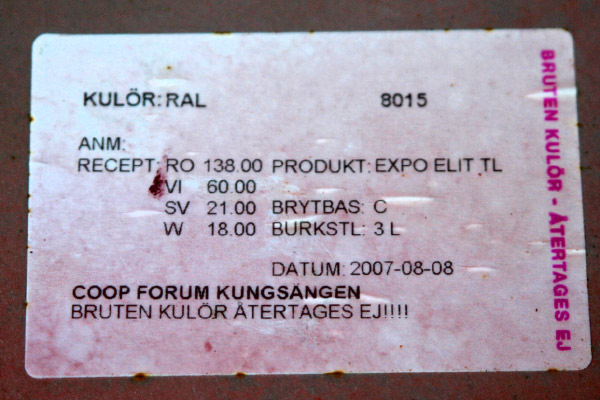 KULÖR: RAL 8015
ANM:
RECEPT: RO 138.00 PRODUKT: EXPO ELIT TL
VI 60.00
SV 21.00 BRYTBAS: C
W 18.00 BURKSTL: 3 L
DATUM: 2007-08-08
COOP FORUM KUNGSÄNGEN
BRUTEN KULÖR ÅTERTAGES EJ!!!!
BRUTEN KULÖR - ÅTERTAGES EJ